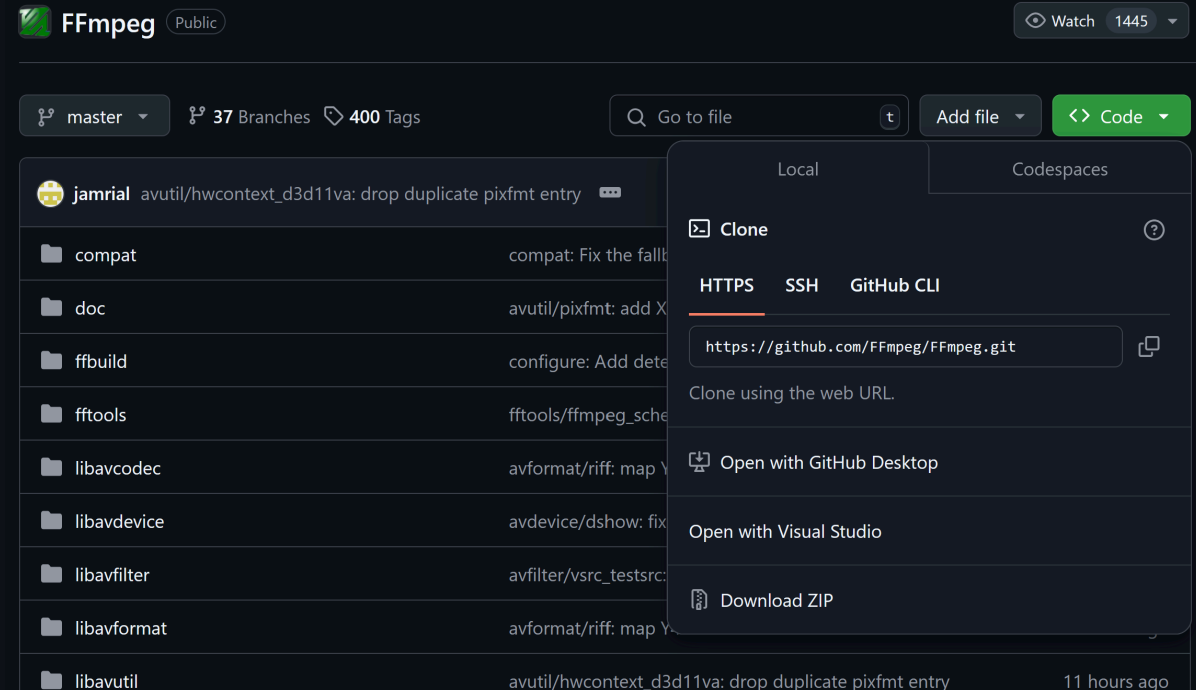 FFmpeg Public
Watch 1445
master 37 Branches 400 Tags
Go to file t
Add file
Code
jamrial avutil/hwcontext_d3d11va: drop duplicate pixfmt entry
compat compat: Fix the
doc avutil/pixfmt: add
ffbuild configure: Add
fftools
libavcodec avformat/riff: map
libavdevice avdevice/dshow: fix
libavfilter avfilter/vsrc_testsrc:
libavformat avformat/riff: map
libavutil avutil/hwcontext_d3d11va: drop duplicate pixfmt entry 11 hours ago
Local Codespaces
Clone
HTTPS SSH GitHub CLI
https://github.com/FFmpeg/FFmpeg.git
Clone using the web URL.
Open with GitHub Desktop
Open with Visual Studio
Download ZIP